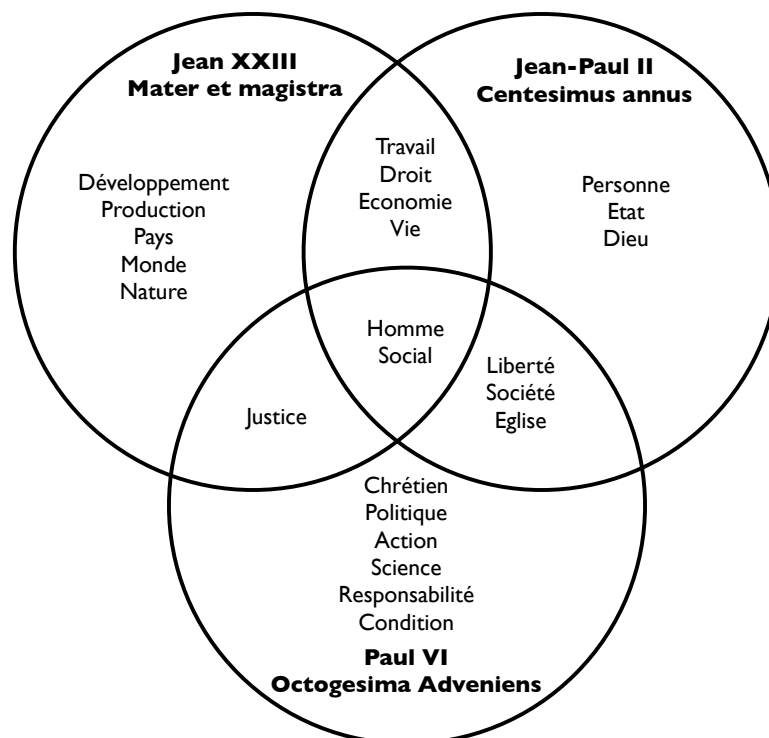 Jean XXIII
Mater et magistra
Jean-Paul II
Centesimus annus
Travail
Droit
Economie
Vie
Développement
Production
Pays
Monde
Nature
Personne
Etat
Dieu
Homme
Social
Liberté
Société
Eglise
Justice
Chrétien
Politique
Action
Science
Responsabilité
Condition
Paul VI
Octogesima Adveniens